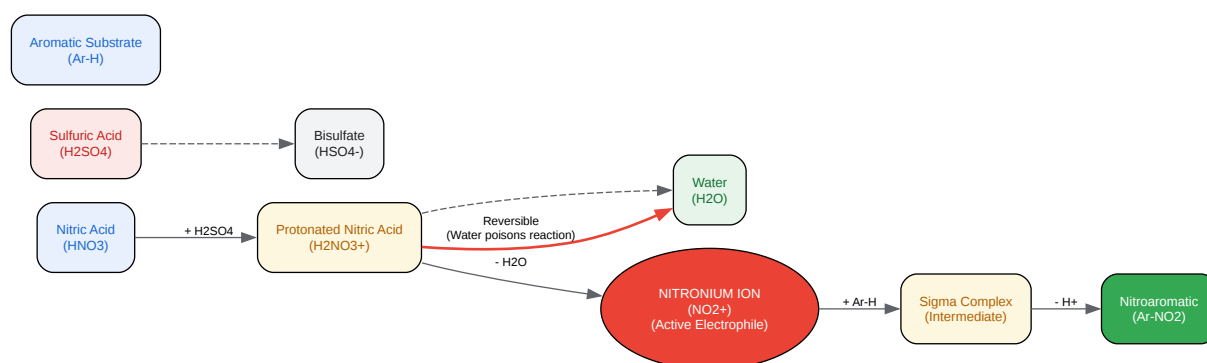 Aromatic Substrate
(Ar-H)
Sulfuric Acid
(H2SO4)
Bisulfate
(HSO4-)
Water
(H2O)
Nitric Acid
(HNO3)
+ H2SO4
Protonated Nitric Acid
(H2NO3+)
Reversible
(Water poisons reaction)
- H2O
NITRONIUM ION
(NO2+)
(Active Electrophile)
+ Ar-H
Sigma Complex
(Intermediate)
- H+
Nitroaromatic
(Ar-NO2)